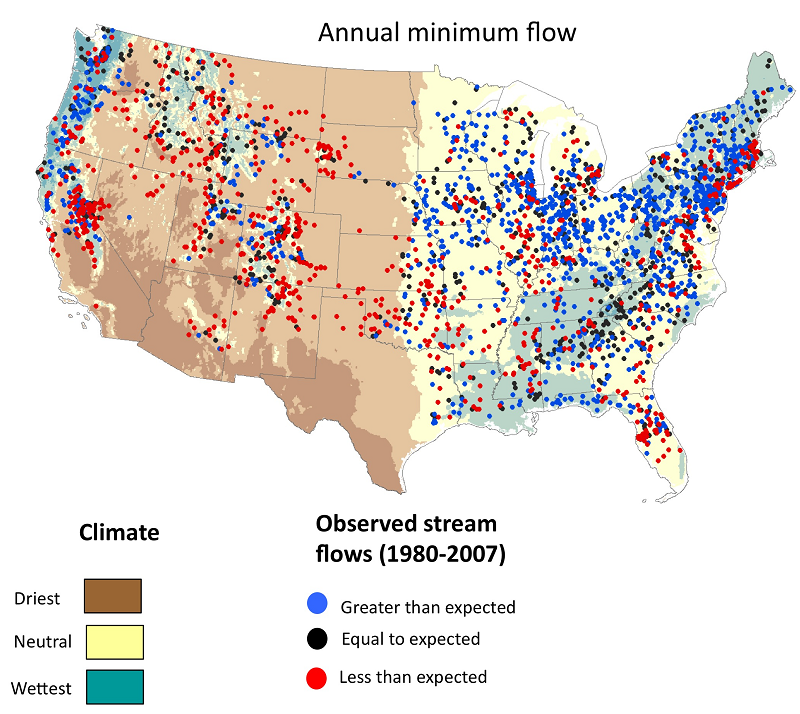 Annual minimum flow
Climate
Driest
Neutral
Wettest
Observed stream
flows (1980-2007)
Greater than expected
Equal to expected
Less than expected